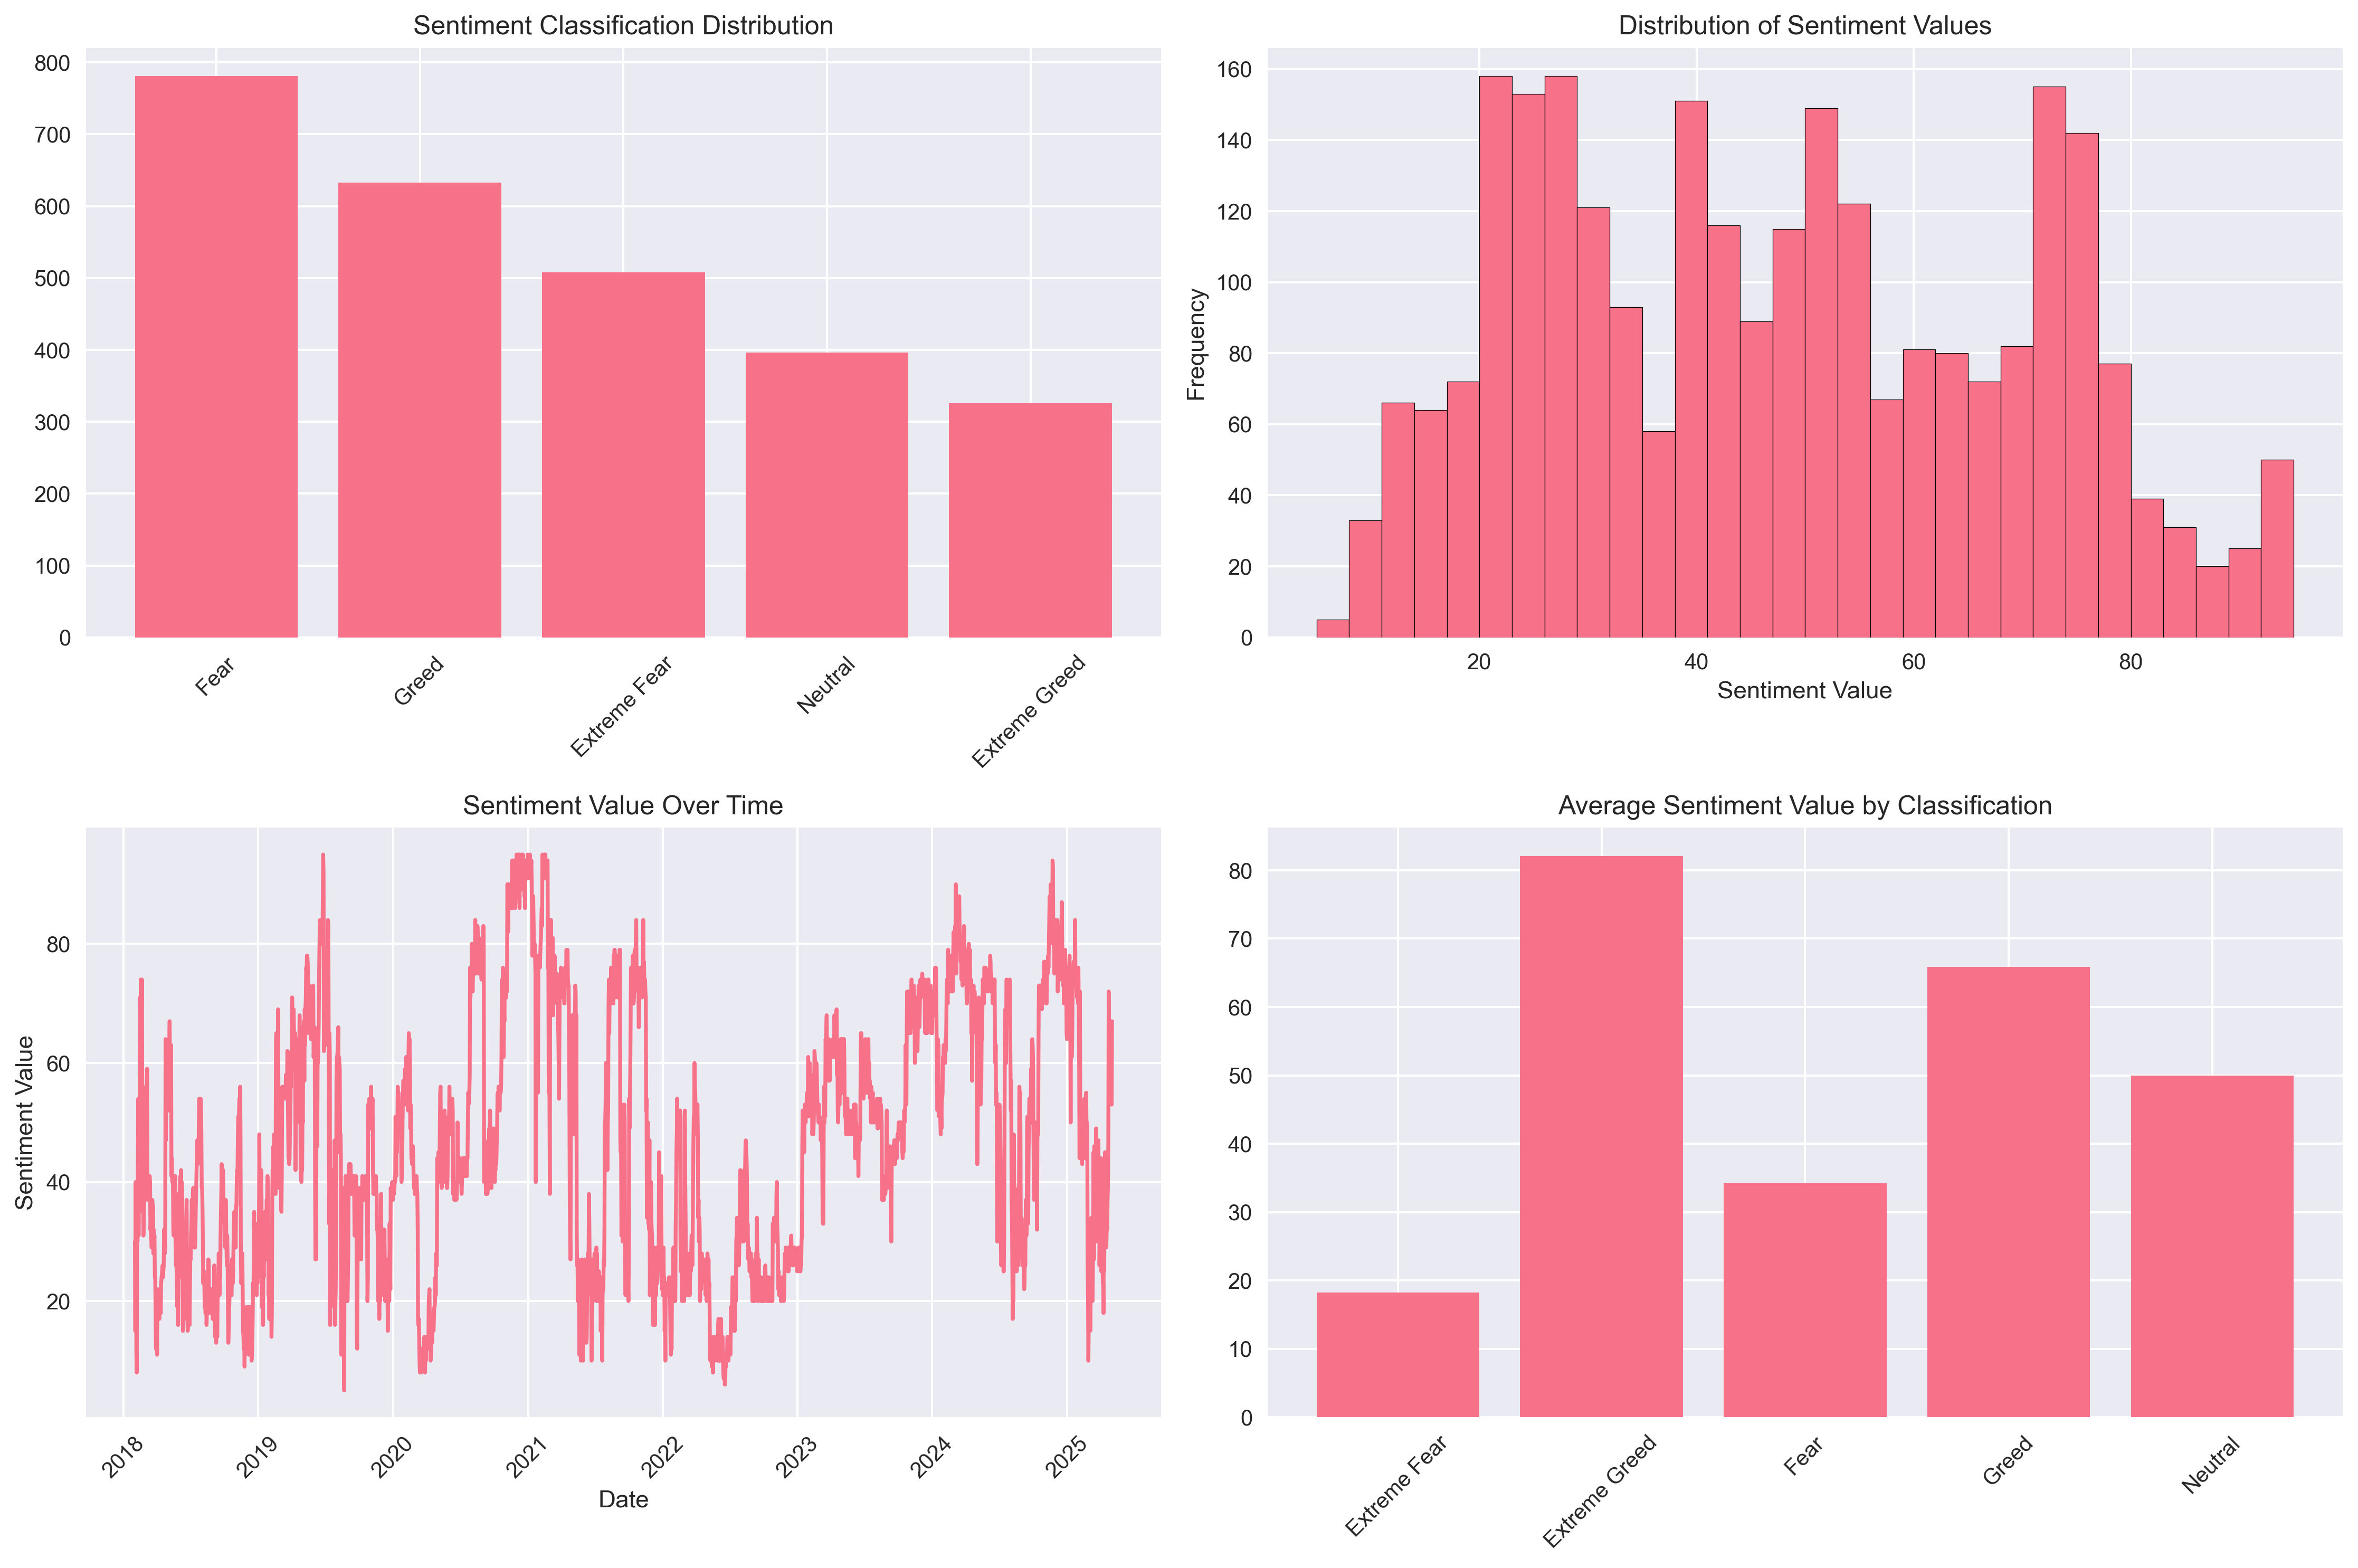 Sentiment Classification Distribution
800
700
600
500
400
300
200
100
0
Fear
Greed
Extreme Fear
Neutral
Extreme Greed
Distribution of Sentiment Values
Frequency
160
140
120
100
80
60
40
20
0
20
40
60
80
Sentiment Value
Sentiment Value Over Time
Sentiment Value
80
60
40
20
2018
2019
2020
2021
2022
2023
2024
2025
Date
Average Sentiment Value by Classification
80
70
60
50
40
30
20
10
0
Extreme Fear
Extreme Greed
Fear
Greed
Neutral